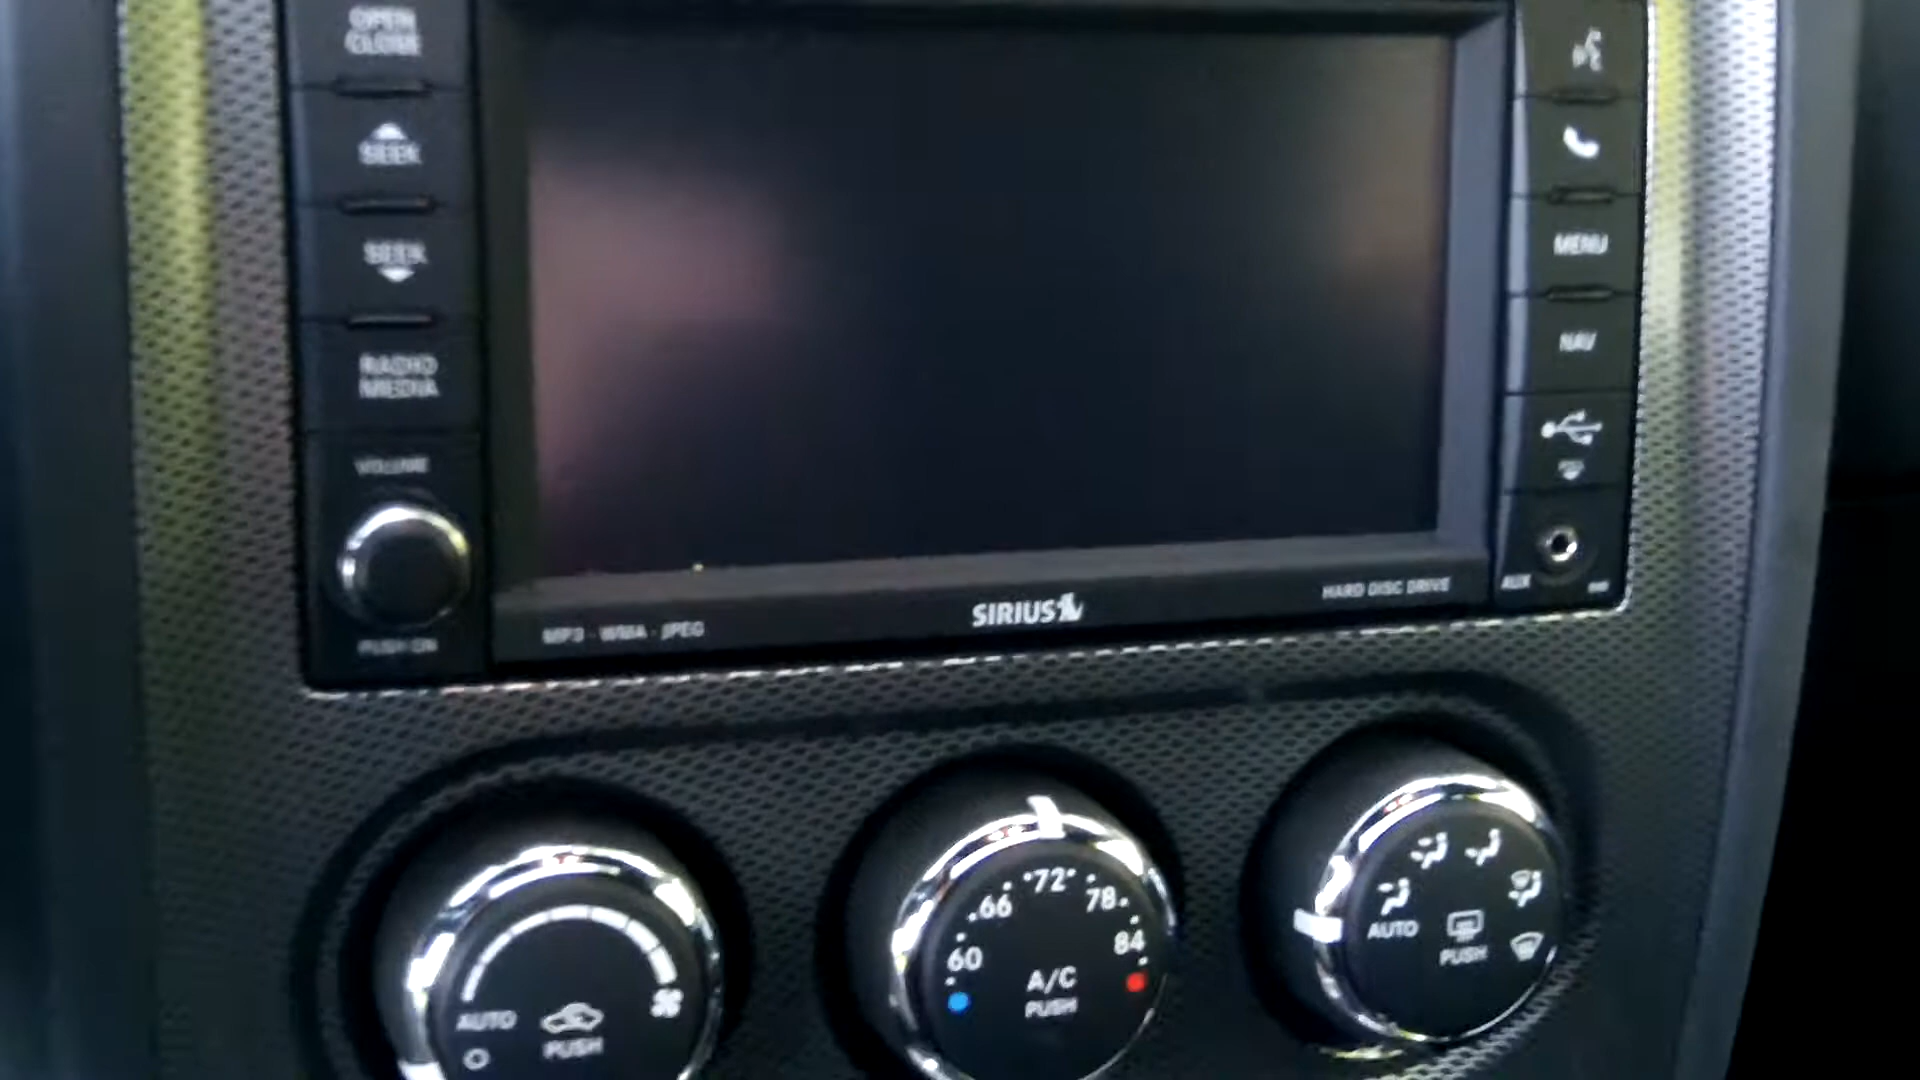 OPEN
CLOSE
SEEK
SEEK
RADIO
MEDIA
VOLUME
PUSH ON
MP3 · WMA · JPEG
SIRIUS
HARD DISC DRIVE
MENU
NAV
AUX
AUTO
PUSH
60
66
72
78
84
A/C
PUSH
AUTO
PUSH